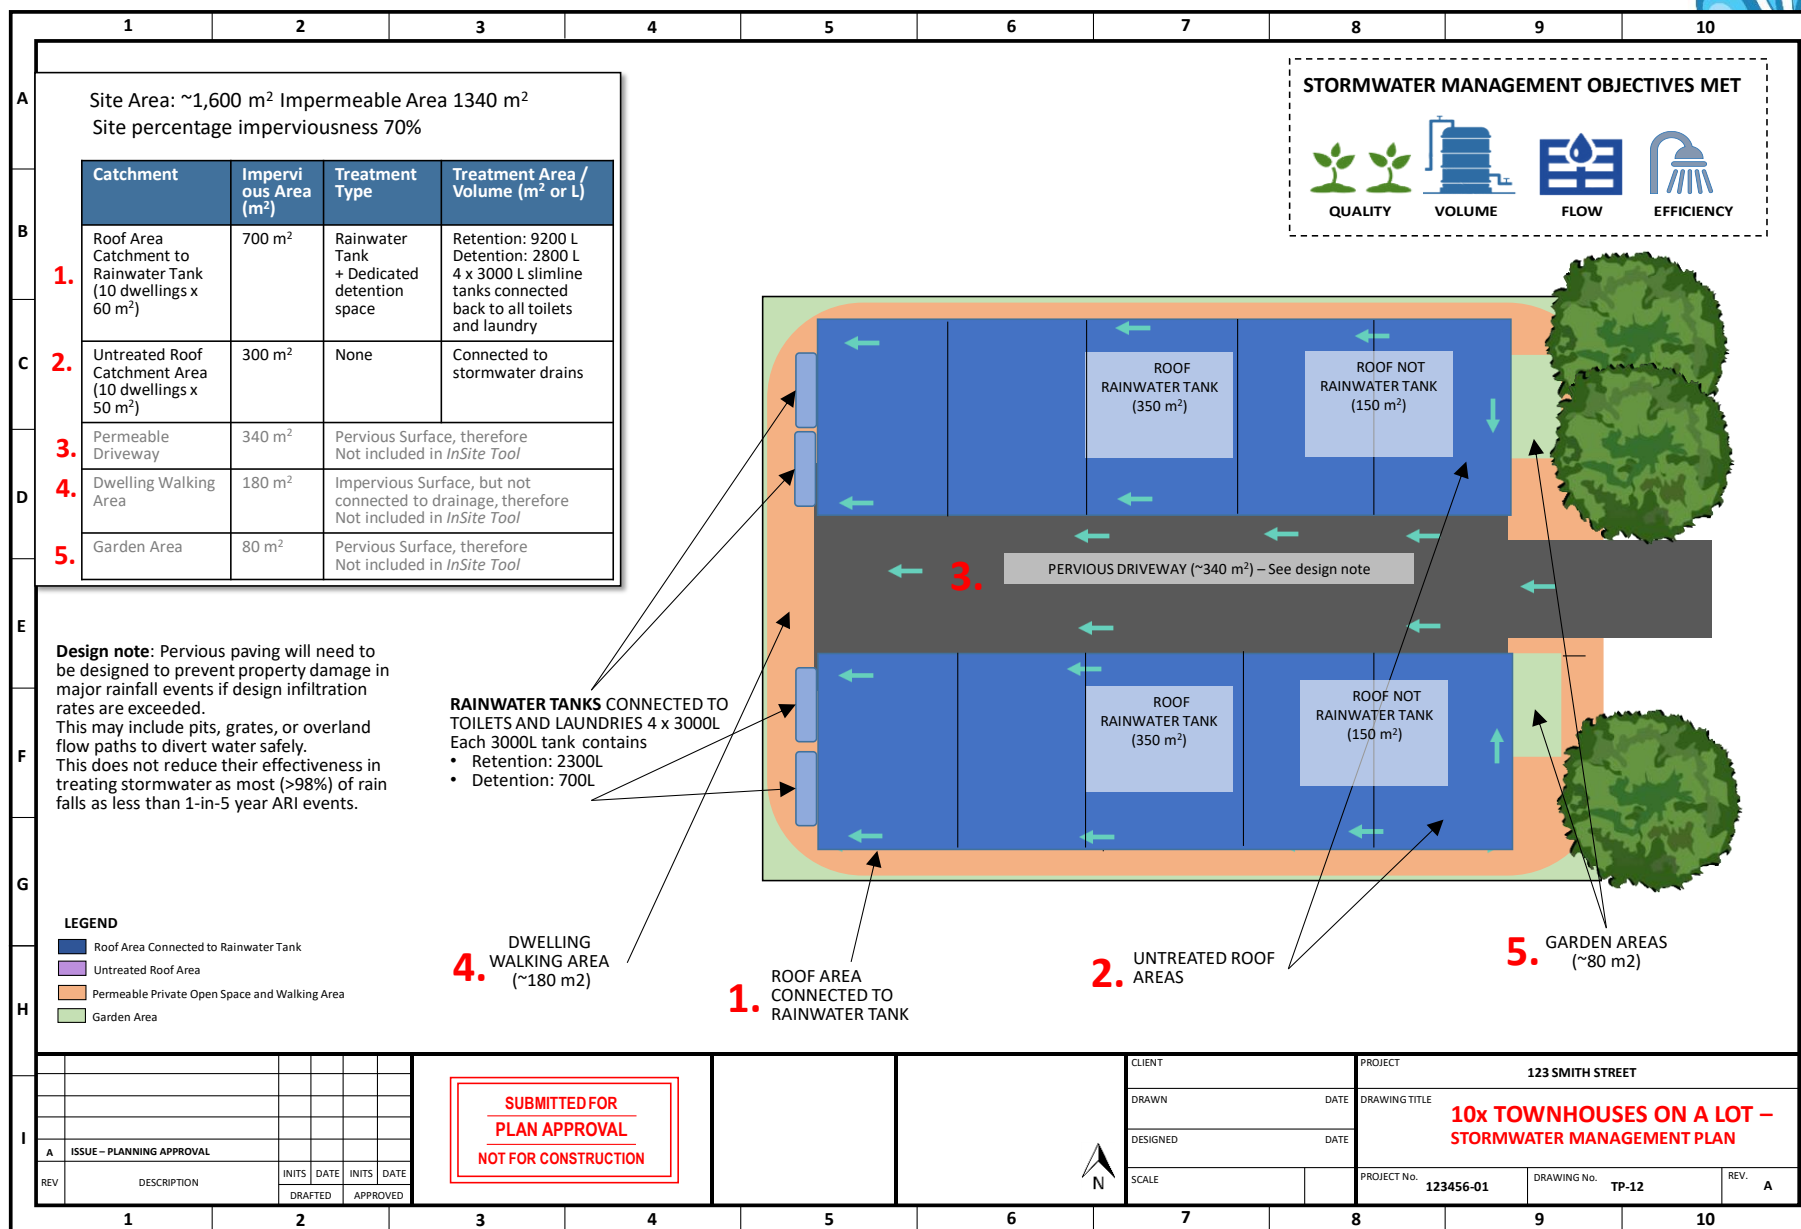 1 2 3 4 5 6 7 8 9 10
A
B
C
D
E
F
G
H
I
Site Area: ~1,600 m² Impermeable Area 1340 m²
Site percentage imperviousness 70%
Catchment
Impervi
ous Area
(m²)
Treatment
Type
Treatment Area /
Volume (m² or L)
1.
Roof Area
Catchment to
Rainwater Tank
(10 dwellings x
60 m²)
700 m²
Rainwater
Tank
+ Dedicated
detention
space
Retention: 9200 L
Detention: 2800 L
4 x 3000 L slimline
tanks connected
back to all toilets
and laundry
2.
Untreated Roof
Catchment Area
(10 dwellings x
50 m²)
300 m²
None
Connected to
stormwater drains
3.
Permeable
Driveway
340 m²
Pervious Surface, therefore
Not included in InSite Tool
4.
Dwelling Walking
Area
180 m²
Impervious Surface, but not
connected to drainage, therefore
Not included in InSite Tool
5.
Garden Area
80 m²
Pervious Surface, therefore
Not included in InSite Tool
STORMWATER MANAGEMENT OBJECTIVES MET
QUALITY
VOLUME
FLOW
EFFICIENCY
ROOF
RAINWATER TANK
(350 m²)
ROOF NOT
RAINWATER TANK
(150 m²)
3.
PERVIOUS DRIVEWAY (~340 m²) – See design note
ROOF
RAINWATER TANK
(350 m²)
ROOF NOT
RAINWATER TANK
(150 m²)
Design note: Pervious paving will need to
be designed to prevent property damage in
major rainfall events if design infiltration
rates are exceeded.
This may include pits, grates, or overland
flow paths to divert water safely.
This does not reduce their effectiveness in
treating stormwater as most (>98%) of rain
falls as less than 1-in-5 year ARI events.
RAINWATER TANKS CONNECTED TO
TOILETS AND LAUNDRIES 4 x 3000L
Each 3000L tank contains
• Retention: 2300L
• Detention: 700L
LEGEND
Roof Area Connected to Rainwater Tank
Untreated Roof Area
Permeable Private Open Space and Walking Area
Garden Area
4.
DWELLING
WALKING AREA
(~180 m2)
1.
ROOF AREA
CONNECTED TO
RAINWATER TANK
2.
UNTREATED ROOF
AREAS
5.
GARDEN AREAS
(~80 m2)
A ISSUE – PLANNING APPROVAL
REV DESCRIPTION INITS DATE INITS DATE
DRAFTED APPROVED
SUBMITTED FOR
PLAN APPROVAL
NOT FOR CONSTRUCTION
N
CLIENT
DRAWN DATE
DESIGNED DATE
SCALE
PROJECT
123 SMITH STREET
DRAWING TITLE
10x TOWNHOUSES ON A LOT –
STORMWATER MANAGEMENT PLAN
PROJECT No. 123456-01
DRAWING No. TP-12
REV. A
1 2 3 4 5 6 7 8 9 10